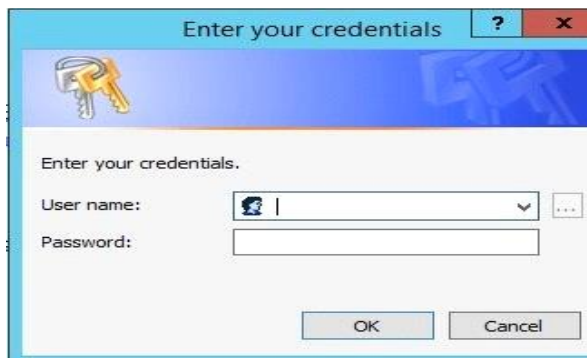 Enter your credentials
?
x
Enter your credentials.
User name:
...
Password:
OK
Cancel